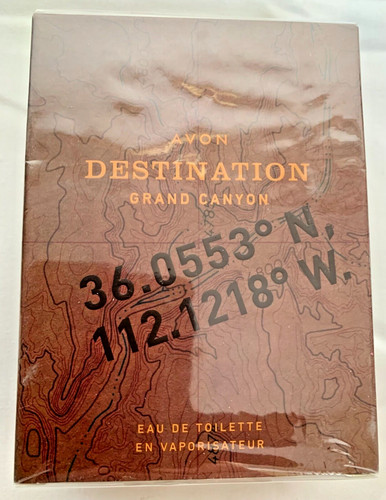 AVON
DESTINATION
GRAND CANYON
36.0553° N,
112.1218° W.
EAU DE TOILETTE
EN VAPORISATEUR